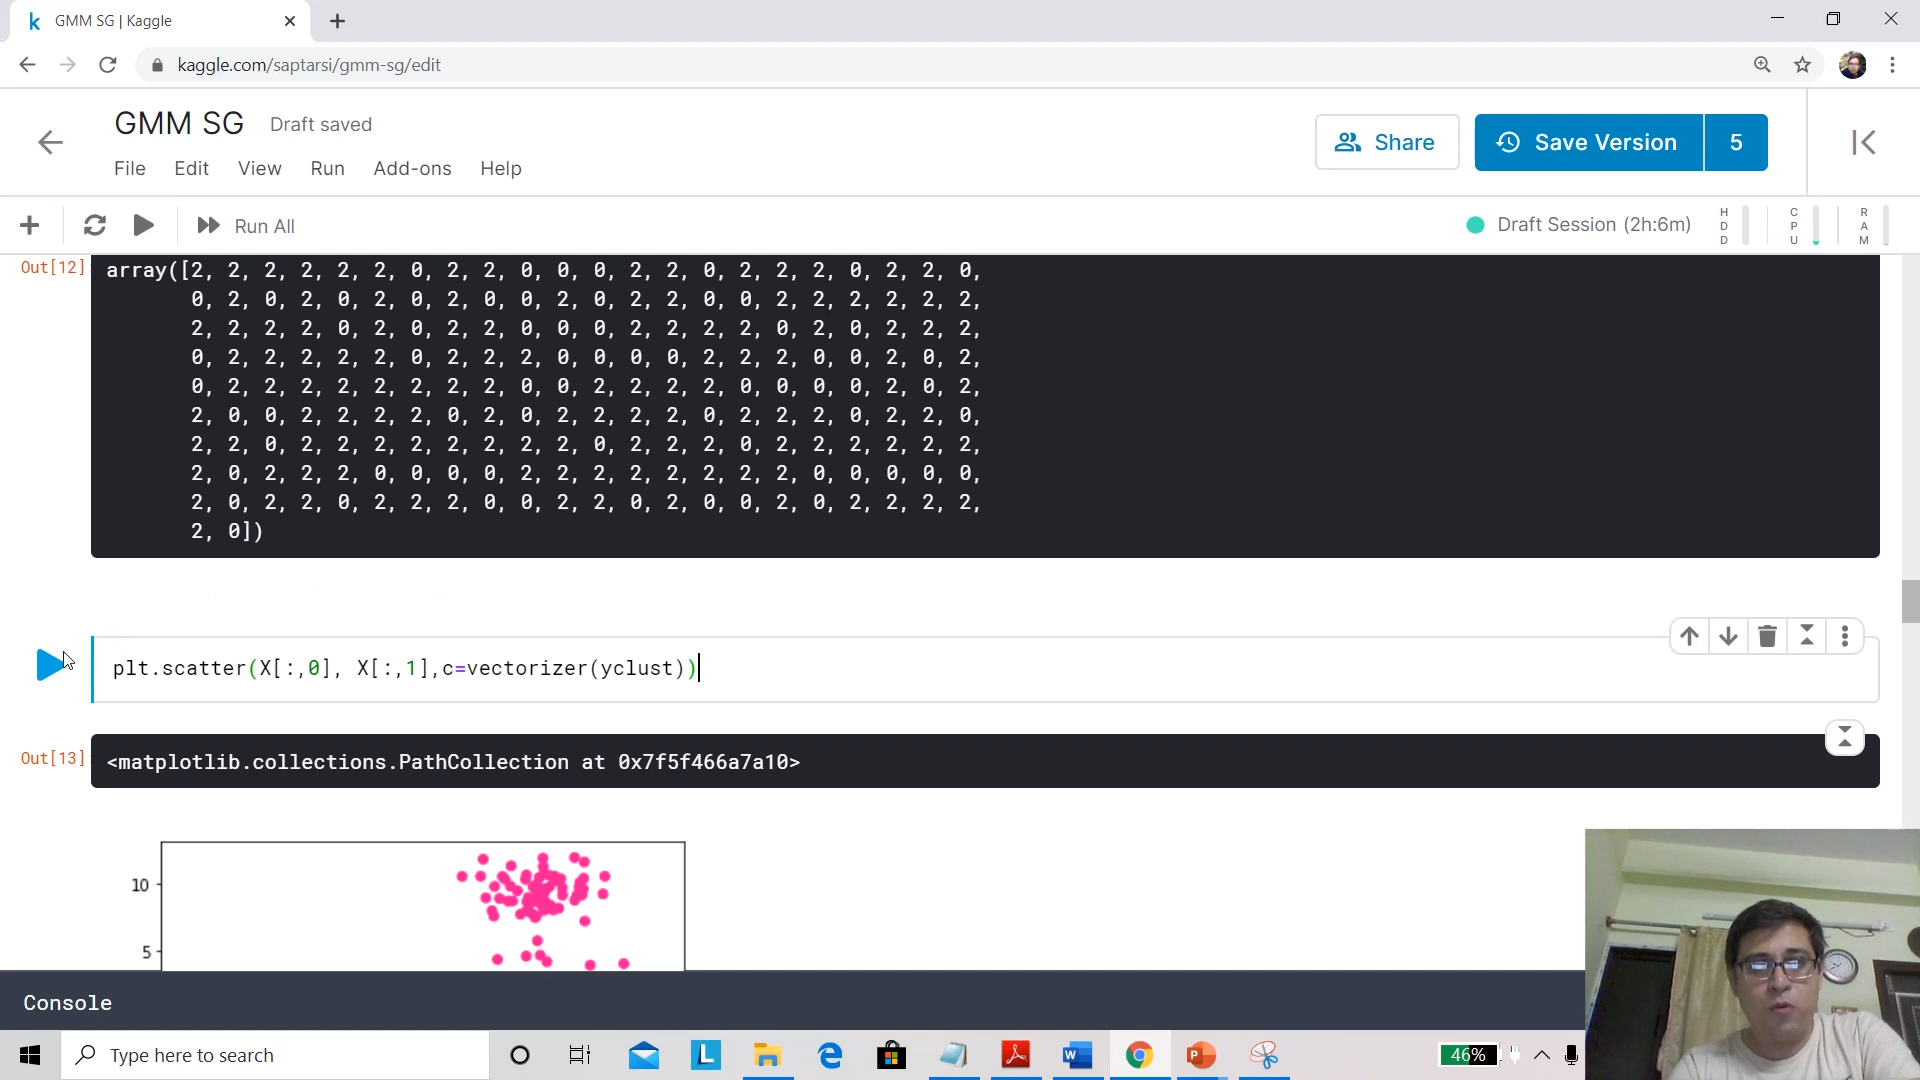 GMM SG | Kaggle
kaggle.com/saptarsi/gmm-sg/edit
GMM SG
Draft saved
File Edit View Run Add-ons Help
Share
Save Version
5
Run All
Draft Session (2h:6m)
HDD
CPU
RAM
Out[12]
array([2, 2, 2, 2, 2, 2, 0, 2, 2, 0, 0, 0, 2, 2, 0, 2, 2, 2, 0, 2, 2, 0,
0, 2, 0, 2, 0, 2, 0, 2, 0, 0, 2, 0, 2, 2, 0, 0, 2, 2, 2, 2, 2, 2,
2, 2, 2, 2, 0, 2, 0, 2, 2, 0, 0, 0, 2, 2, 2, 2, 0, 2, 0, 2, 2, 2,
0, 2, 2, 2, 2, 2, 0, 2, 2, 2, 0, 0, 0, 0, 2, 2, 2, 0, 0, 2, 0, 2,
0, 2, 2, 2, 2, 2, 2, 2, 2, 0, 0, 2, 2, 2, 2, 0, 0, 0, 0, 2, 0, 2,
2, 0, 0, 2, 2, 2, 2, 0, 2, 0, 2, 2, 2, 2, 0, 2, 2, 2, 0, 2, 2, 0,
2, 2, 0, 2, 2, 2, 2, 2, 2, 2, 2, 0, 2, 2, 2, 0, 2, 2, 2, 2, 2, 2,
2, 0, 2, 2, 2, 0, 0, 0, 0, 2, 2, 2, 2, 2, 2, 2, 2, 0, 0, 0, 0, 0,
2, 0, 2, 2, 0, 2, 2, 2, 0, 0, 2, 2, 0, 2, 0, 0, 2, 0, 2, 2, 2, 2,
2, 0])
plt.scatter(X[:,0], X[:,1],c=vectorizer(yclust))
Out[13]
<matplotlib.collections.PathCollection at 0x7f5f466a7a10>
10
5
Console
Type here to search
46%